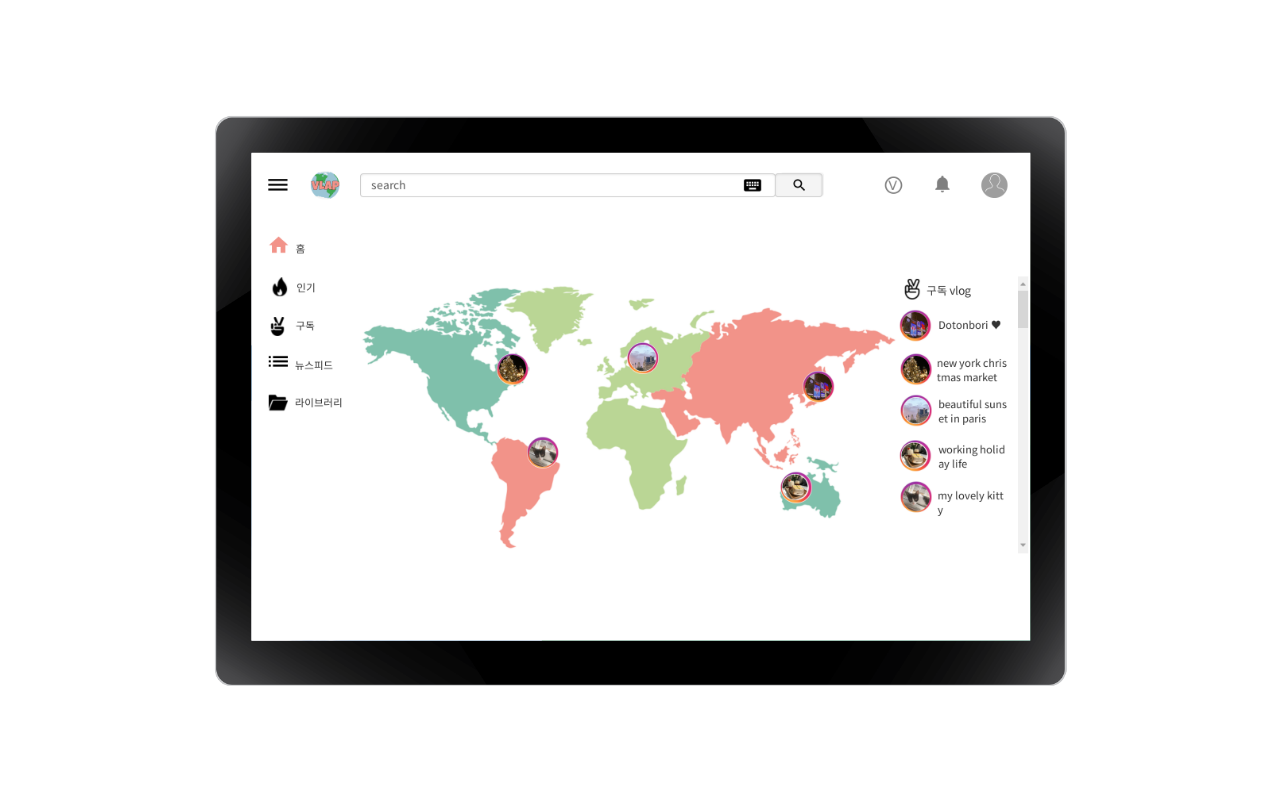 VLAP
search
V
홈
인기
구독
뉴스피드
라이브러리
구독 vlog
Dotonbori ♥
new york chris
tmas market
beautiful suns
et in paris
working holid
ay life
my lovely kitt
y